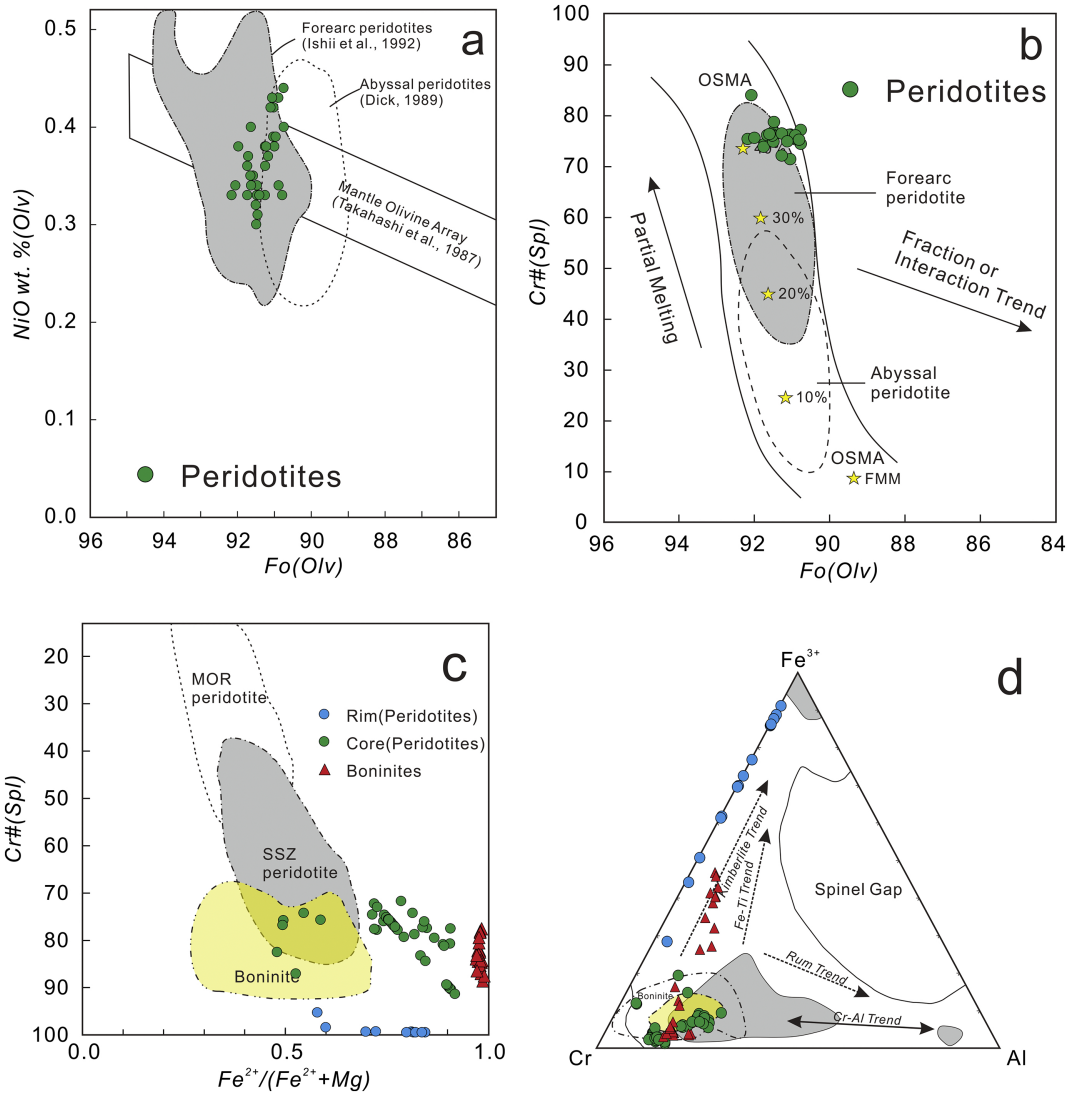 a
Forearc peridotites
(Ishii et al., 1992)
Abyssal peridotites
(Dick, 1989)
Mantle Olivine Array
(Takahashi et al., 1987)
Peridotites
0.5
0.4
0.3
0.2
0.1
0.0
NiO wt. %(Olv)
96
94
92
90
88
86
Fo(Olv)
b
Peridotites
OSMA
Forearc
peridotite
30%
20%
10%
Partial Melting
Fraction or
Interaction Trend
Abyssal
peridotite
OSMA
FMM
100
90
80
70
60
50
40
30
20
10
0
Cr#(Spl)
96
94
92
90
88
86
84
Fo(Olv)
c
MOR
peridotite
Rim(Peridotites)
Core(Peridotites)
Boninites
SSZ
peridotite
Boninite
20
30
40
50
60
70
80
90
100
Cr#(Spl)
0.0
0.5
1.0
Fe²⁺/(Fe²⁺+Mg)
d
Fe³⁺
Kimberlite Trend
Fe-Ti Trend
Spinel Gap
Rum Trend
Boninite
Cr-Al Trend
Cr
Al